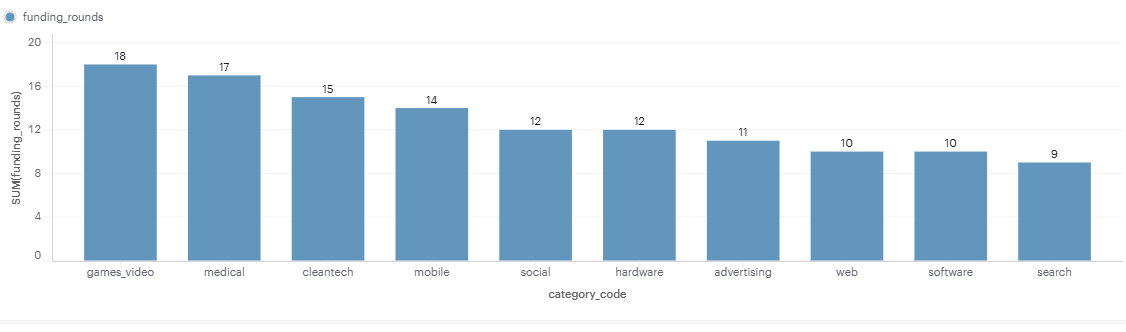 funding_rounds
SUM(funding_rounds)
20
16
12
8
4
0
18
17
15
14
12
12
11
10
10
9
games_video
medical
cleantech
mobile
social
hardware
advertising
web
software
search
category_code